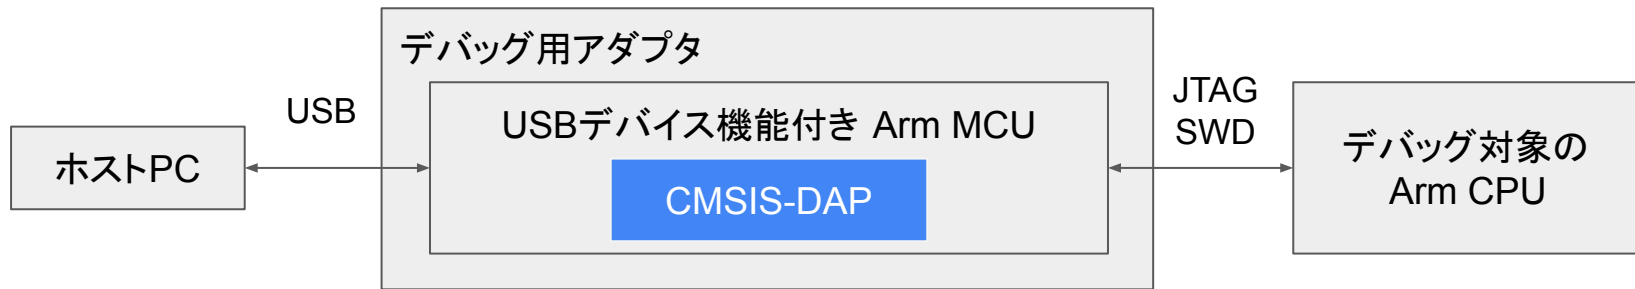 デバッグ用アダプタ
USB
JTAG
SWD
ホストPC
USBデバイス機能付き Arm MCU
CMSIS-DAP
デバッグ対象の
Arm CPU